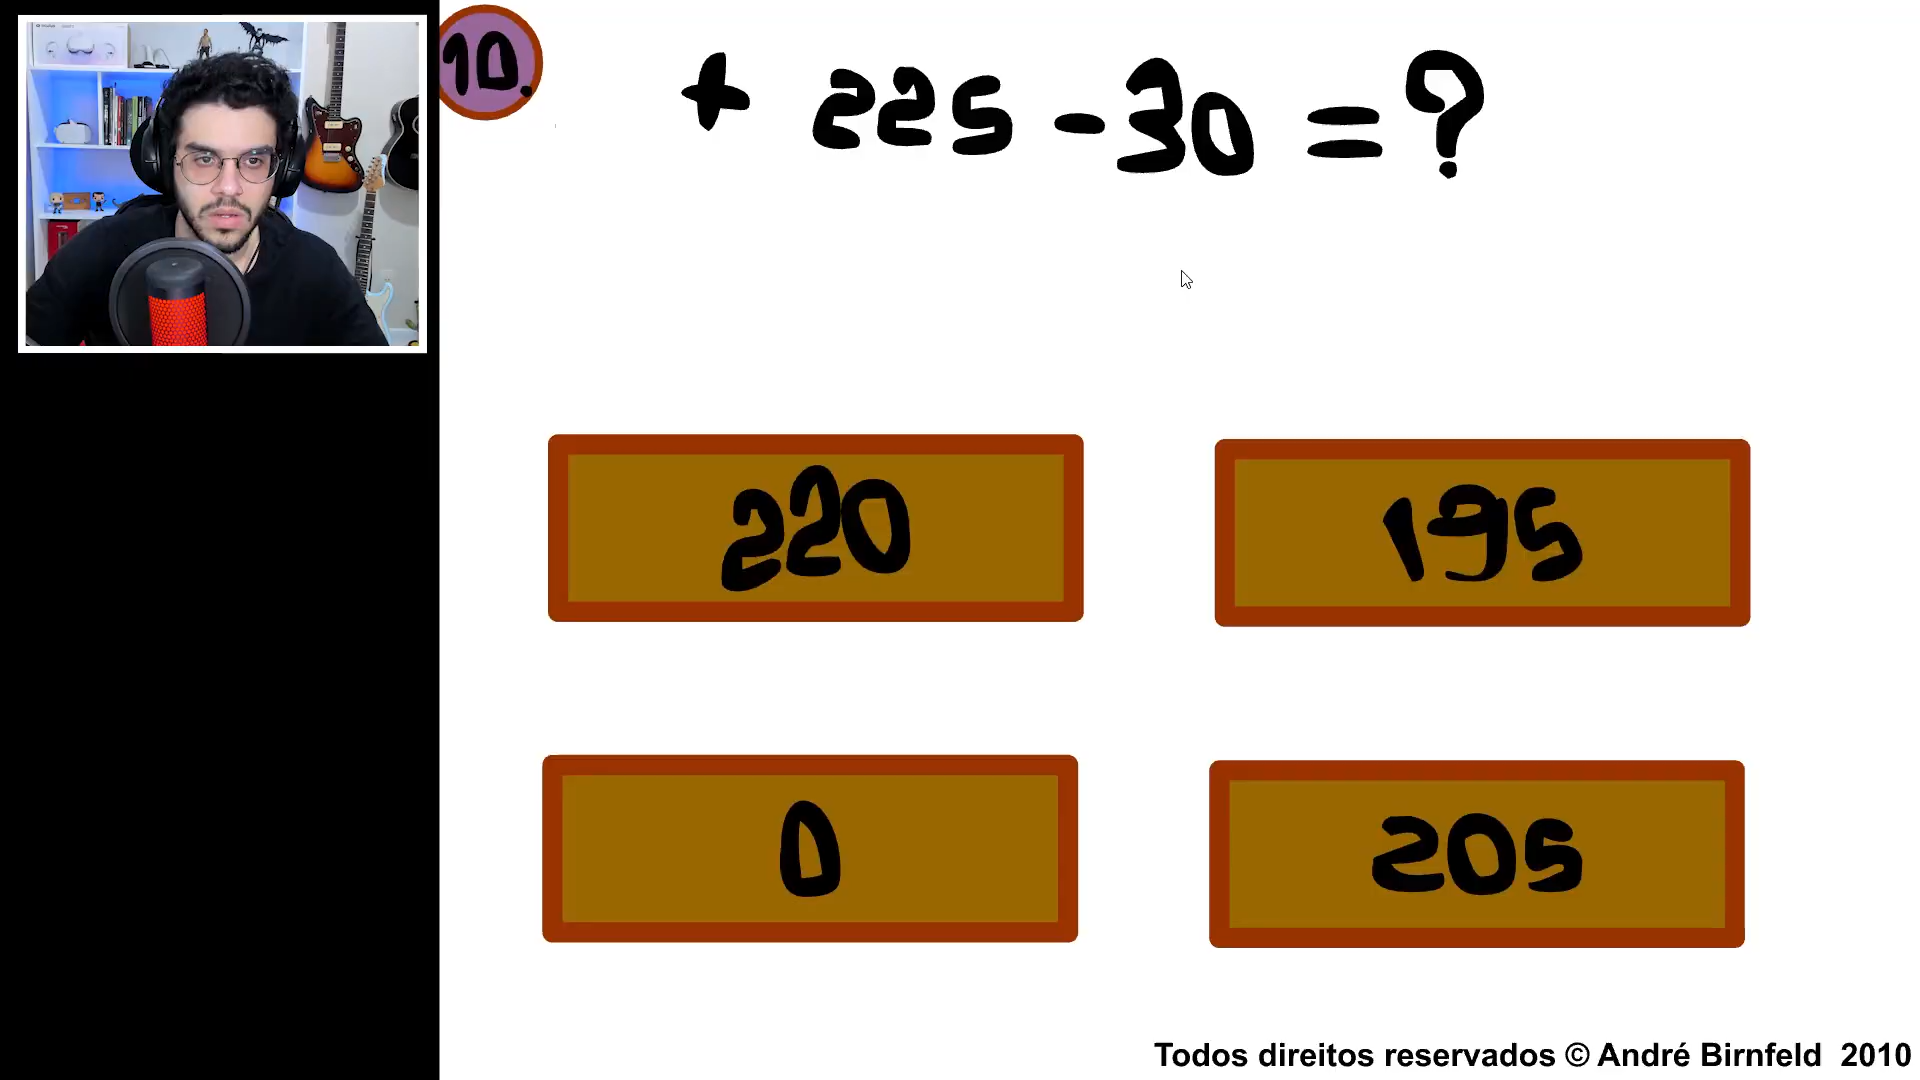 10.
+ 225 - 30 = ?
220
195
0
205
Todos direitos reservados © André Birnfeld 2010